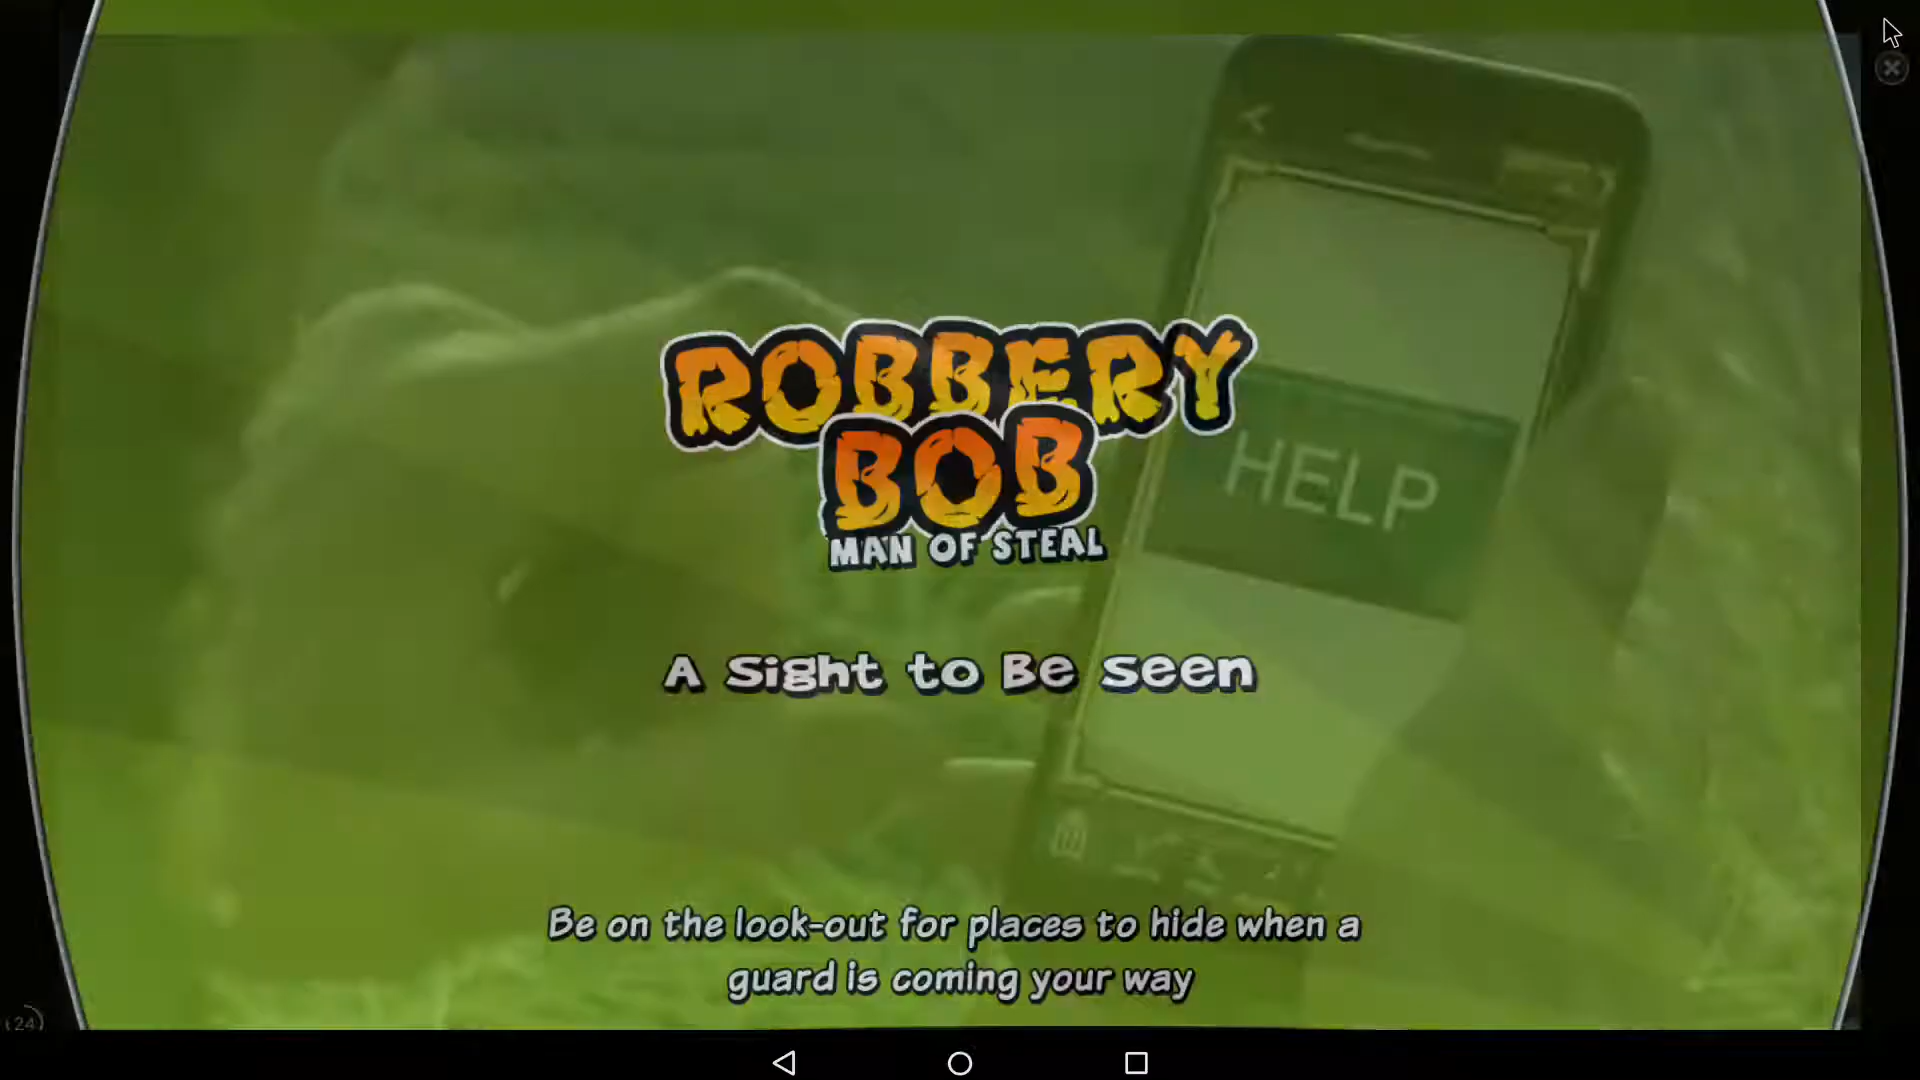 ROBBERY
BOB
MAN OF STEAL
HELP
A Sight to Be Seen
Be on the look-out for places to hide when a
guard is coming your way
24